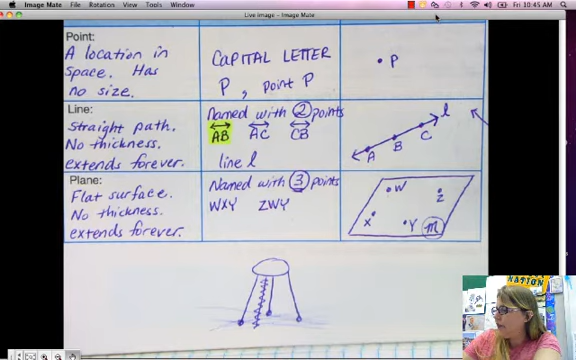 Image Mate File Edit Rotation View Window Tools Help
Fri 10:45 AM
Live Image - Image Mate
Point:
A location in
space. Has
no size.
CAPITAL LETTER
P, point P
P
Line:
Straight path.
No thickness.
extends forever.
Named with 2 points
AB AC CB
line l
A B C l
Plane:
Flat surface.
No thickness.
extends forever.
Named with 3 points
WXY ZWY
W Z
X Y m